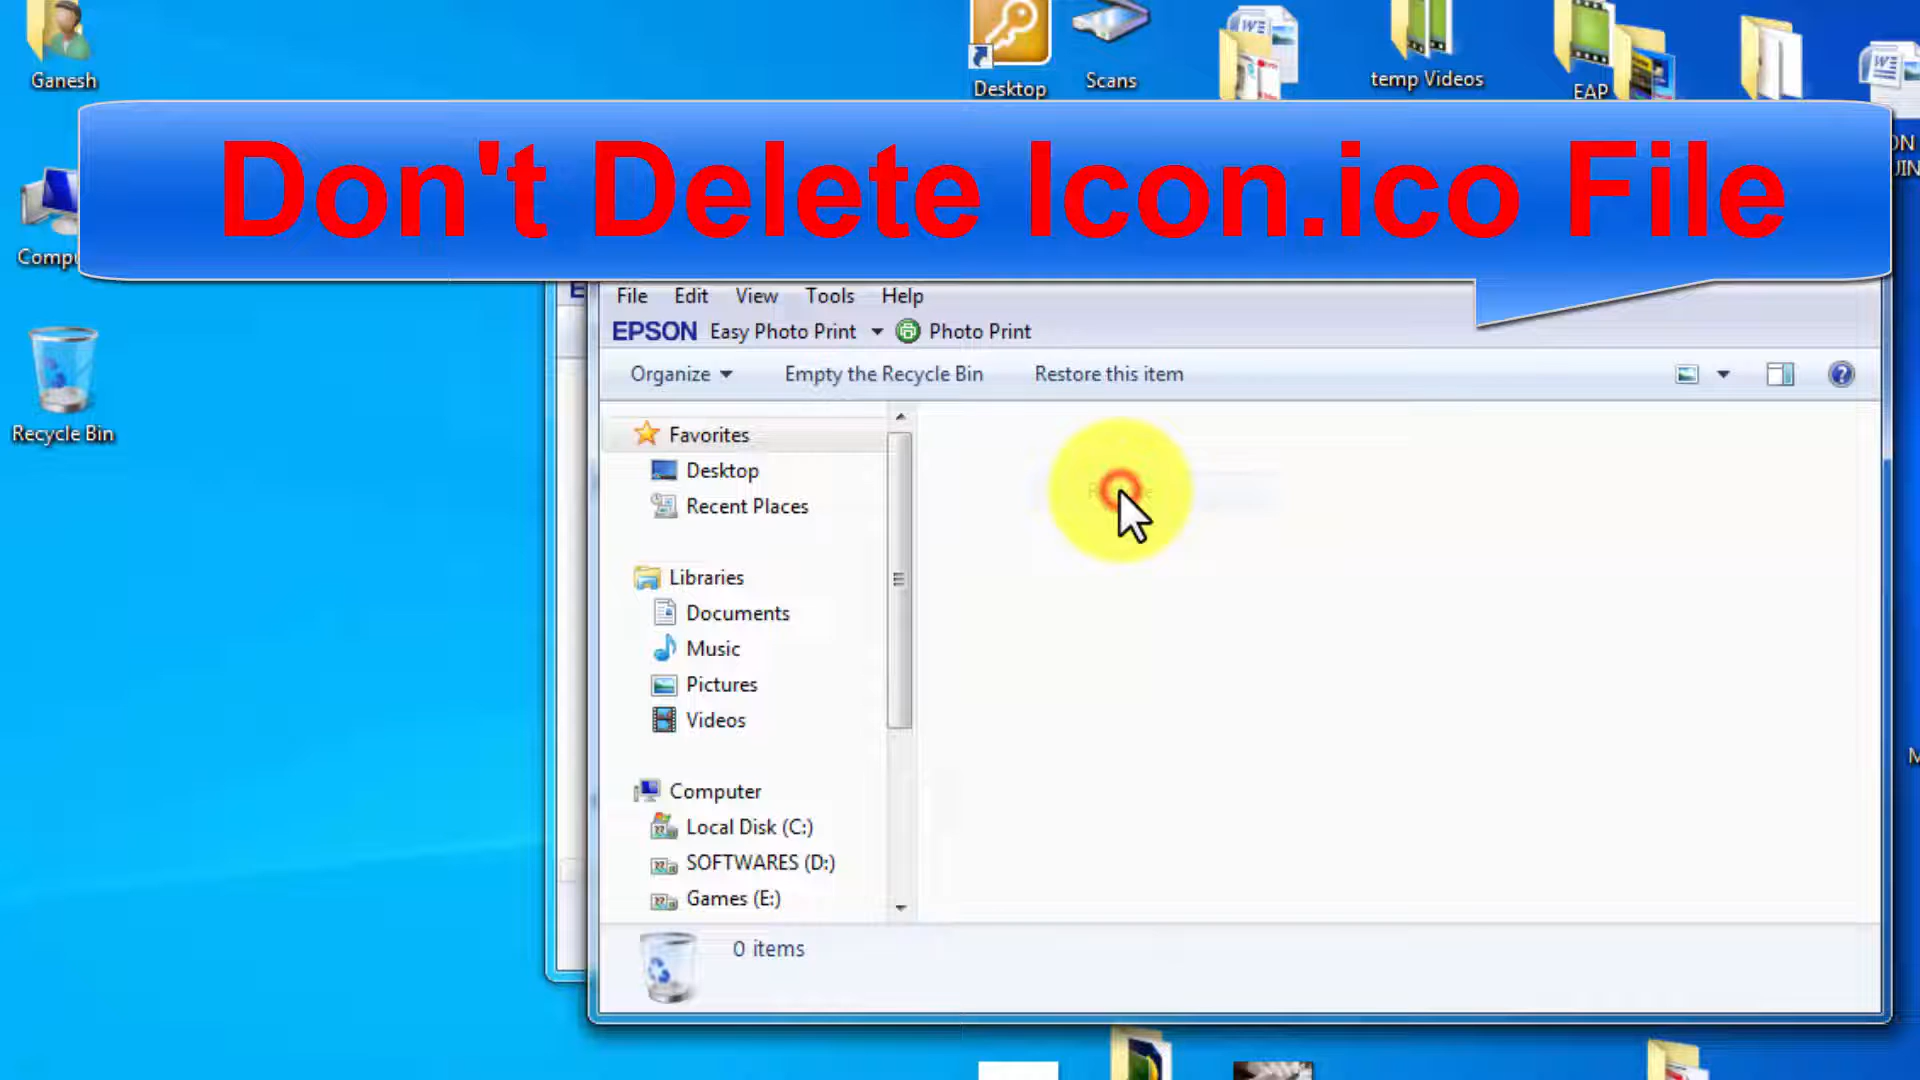 Ganesh
Desktop
Scans
temp Videos
EAP
Don't Delete Icon.ico File
Comp
Recycle Bin
File Edit View Tools Help
EPSON Easy Photo Print Photo Print
Organize Empty the Recycle Bin Restore this item
Favorites
Desktop
Recent Places
Libraries
Documents
Music
Pictures
Videos
Computer
Local Disk (C:)
SOFTWARES (D:)
Games (E:)
0 items